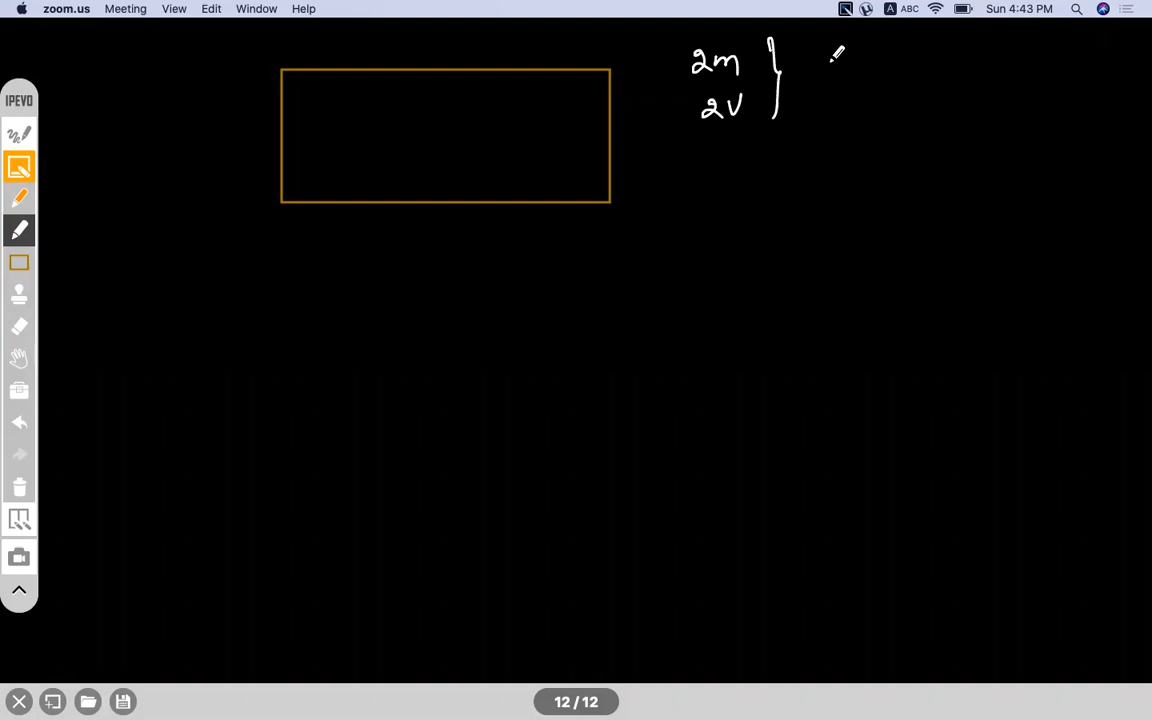 zoom.us Meeting View Edit Window Help ABC Sun 4:43 PM
IPEVO
2m
2V
12/12